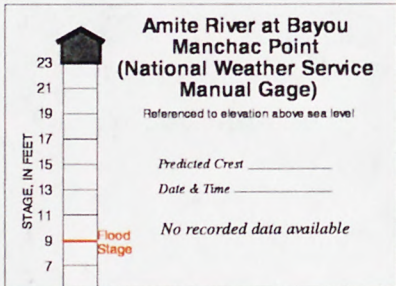 Amite River at Bayou
Manchac Point
(National Weather Service
Manual Gage)
Referenced to elevation above sea level
Predicted Crest
Date & Time
No recorded data available
STAGE, IN FEET
23
21
19
17
15
13
11
9
7
Flood
Stage